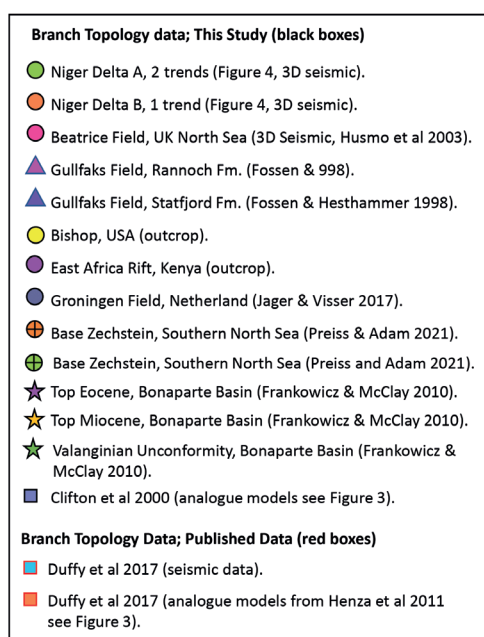 Branch Topology data; This Study (black boxes)
Niger Delta A, 2 trends (Figure 4, 3D seismic).
Niger Delta B, 1 trend (Figure 4, 3D seismic).
Beatrice Field, UK North Sea (3D Seismic, Husmo et al 2003).
Gullfaks Field, Rannoch Fm. (Fossen & 998).
Gullfaks Field, Statfjord Fm. (Fossen & Hesthammer 1998).
Bishop, USA (outcrop).
East Africa Rift, Kenya (outcrop).
Groningen Field, Netherland (Jager & Visser 2017).
Base Zechstein, Southern North Sea (Preiss & Adam 2021).
Base Zechstein, Southern North Sea (Preiss and Adam 2021).
Top Eocene, Bonaparte Basin (Frankowicz & McClay 2010).
Top Miocene, Bonaparte Basin (Frankowicz & McClay 2010).
Valanginian Unconformity, Bonaparte Basin (Frankowicz &
McClay 2010).
Clifton et al 2000 (analogue models see Figure 3).
Branch Topology Data; Published Data (red boxes)
Duffy et al 2017 (seismic data).
Duffy et al 2017 (analogue models from Henza et al 2011
see Figure 3).